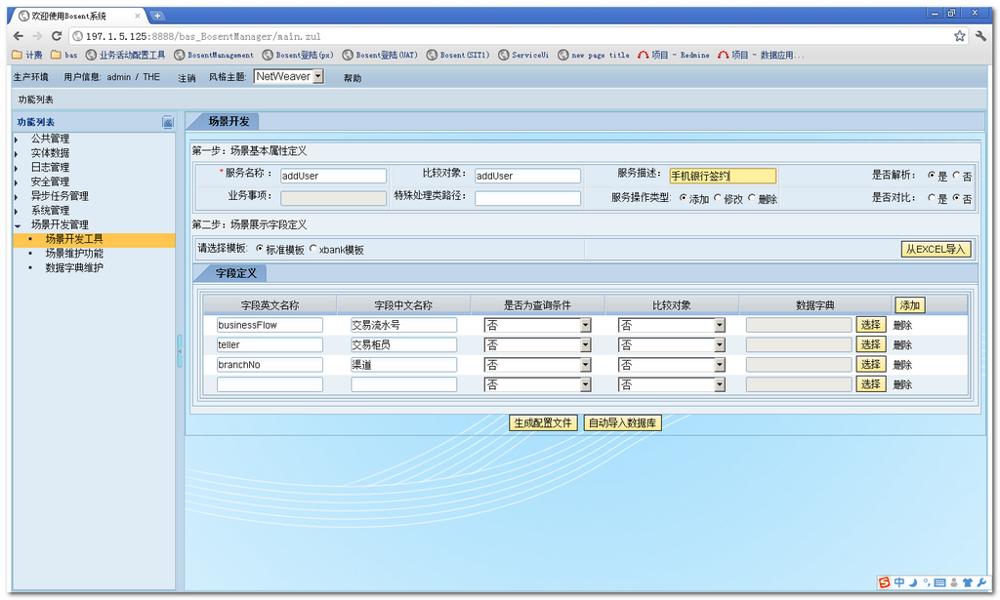 欢迎使用Bosent系统
197.1.5.125:8888/bas_BosentManager/main.zul
计费 bas 业务活动配置工具 BosentManagement Bosent登陆(px) Bosent登陆(UAT) Bosent(SIT1) ServiceUi new page title 项目 - Redmine 项目 - 数据应用...
生产环境 用户信息: admin / THE 注销 风格主题: NetWeaver 帮助
功能列表
功能列表
公共管理
实体数据
日志管理
安全管理
异步任务管理
系统管理
场景开发管理
场景开发工具
场景维护功能
数据字典维护
场景开发
第一步: 场景基本属性定义
*服务名称: addUser 比较对象: addUser 服务描述: 手机银行签约 是否解析: 是 否
业务事项: 特殊处理类路径: 服务操作类型: 添加 修改 删除 是否对比: 是 否
第二步: 场景展示字段定义
请选择模板: 标准模板 xbank模板 从EXCEL导入
字段定义
字段英文名称 字段中文名称 是否为查询条件 比较对象 数据字典 添加
businessFlow 交易流水号 否 否 选择 删除
teller 交易柜员 否 否 选择 删除
branchNo 渠道 否 否 选择 删除
否 否 选择 删除
生成配置文件 自动导入数据库
中